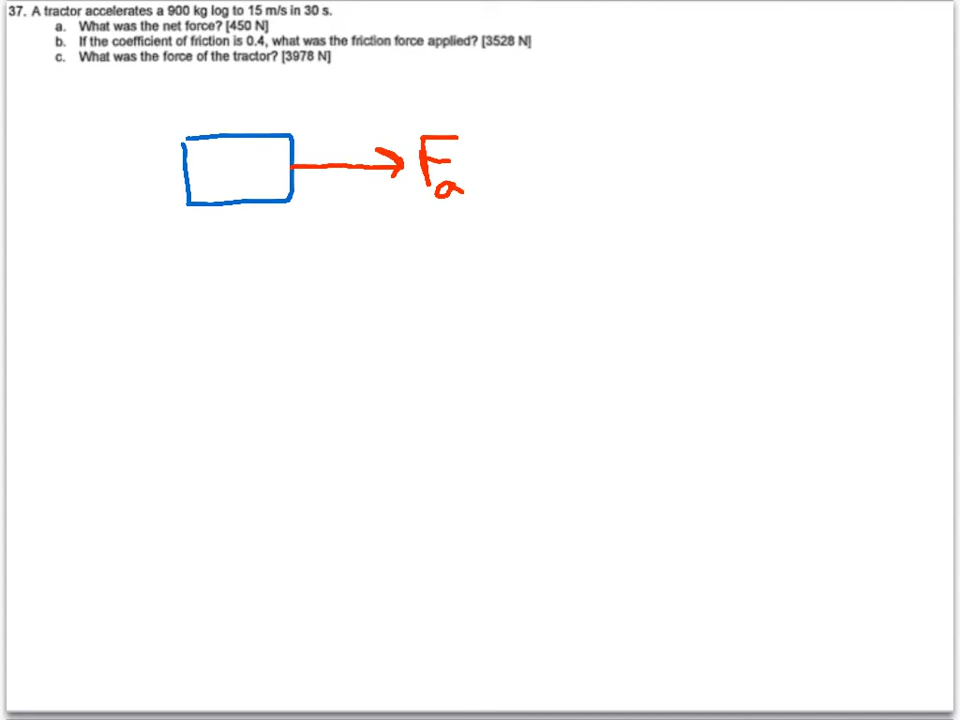 37. A tractor accelerates a 900 kg log to 15 m/s in 30 s.
a. What was the net force? [450 N]
b. If the coefficient of friction is 0.4, what was the friction force applied? [3528 N]
c. What was the force of the tractor? [3978 N]
Fa